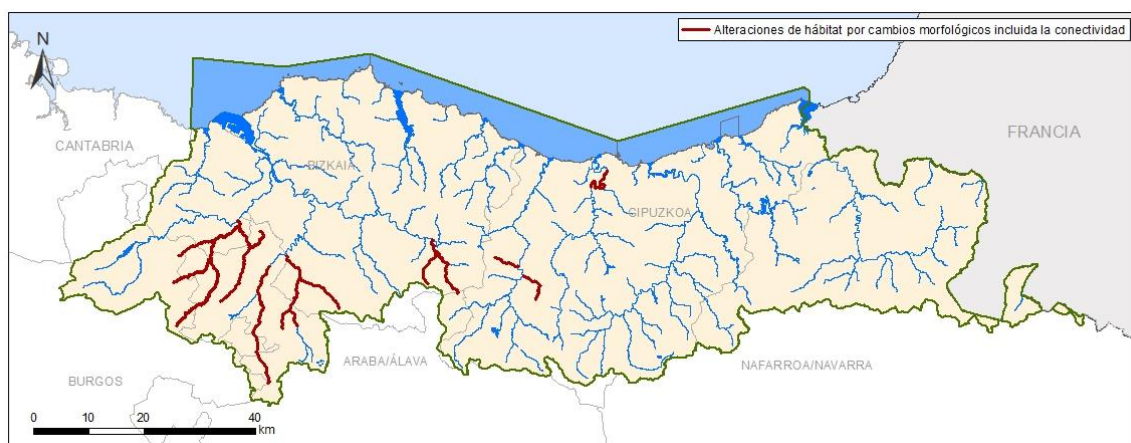 Alteraciones de hábitat por cambios morfológicos incluida la conectividad
N
FRANCIA
CANTABRIA
BIZKAIA
GIPUZKOA
ARABA/ÁLAVA
NAFARROA/NAVARRA
BURGOS
0 10 20 40
km